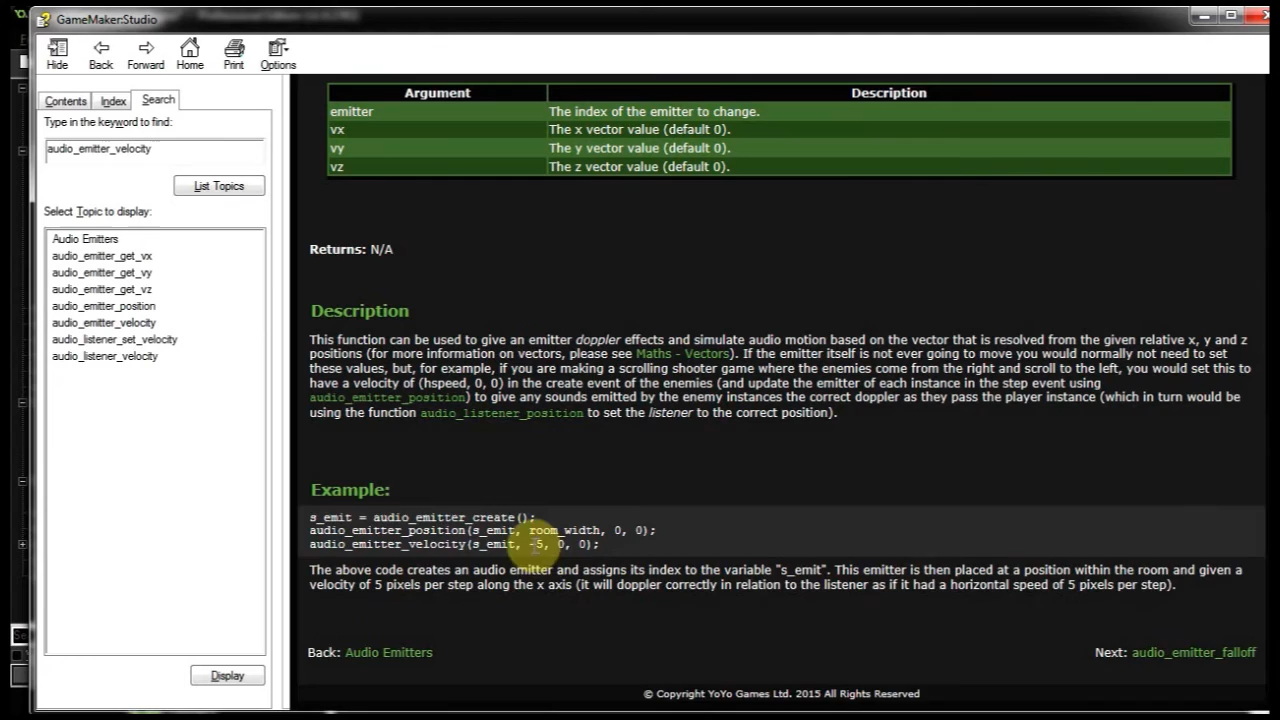 GameMaker:Studio
Hide Back Forward Home Print Options
Contents Index Search
Type in the keyword to find:
audio_emitter_velocity
List Topics
Select Topic to display:
Audio Emitters
audio_emitter_get_vx
audio_emitter_get_vy
audio_emitter_get_vz
audio_emitter_position
audio_emitter_velocity
audio_listener_set_velocity
audio_listener_velocity
Display
Argument Description
emitter The index of the emitter to change.
vx The x vector value (default 0).
vy The y vector value (default 0).
vz The z vector value (default 0).
Returns: N/A
Description
This function can be used to give an emitter doppler effects and simulate audio motion based on the vector that is resolved from the given relative x, y and z
positions (for more information on vectors, please see Maths - Vectors). If the emitter itself is not ever going to move you would normally not need to set
these values, but, for example, if you are making a scrolling shooter game where the enemies come from the right and scroll to the left, you would set this to
have a velocity of (hspeed, 0, 0) in the create event of the enemies (and update the emitter of each instance in the step event using
audio_emitter_position) to give any sounds emitted by the enemy instances the correct doppler as they pass the player instance (which in turn would be
using the function audio_listener_position to set the listener to the correct position).
Example:
s_emit = audio_emitter_create();
audio_emitter_position(s_emit, room_width, 0, 0);
audio_emitter_velocity(s_emit, -5, 0, 0);
The above code creates an audio emitter and assigns its index to the variable "s_emit". This emitter is then placed at a position within the room and given a
velocity of 5 pixels per step along the x axis (it will doppler correctly in relation to the listener as if it had a horizontal speed of 5 pixels per step).
Back: Audio Emitters
Next: audio_emitter_falloff
© Copyright YoYo Games Ltd. 2015 All Rights Reserved